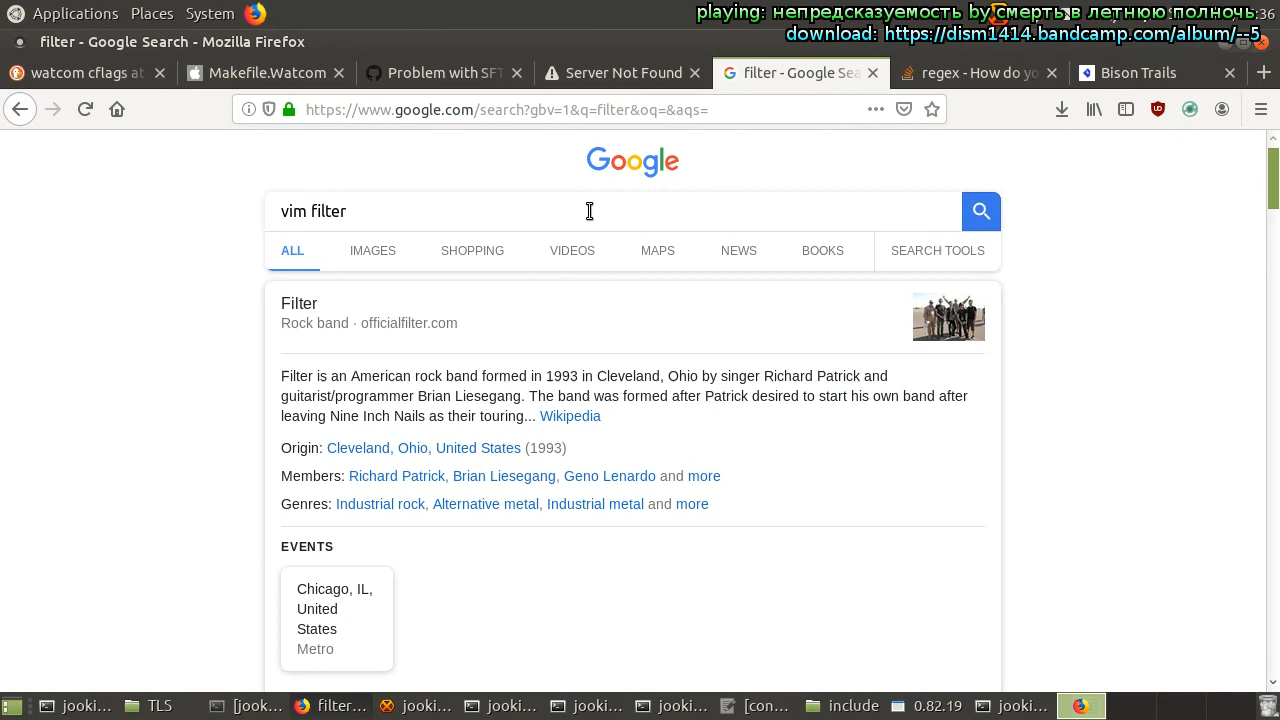 Applications Places System
:36
playing: непредсказуемость by смерть в летнюю полночь
download: https://dism1414.bandcamp.com/album/--5
filter - Google Search - Mozilla Firefox
watcom cflags at
Makefile.Watcom
Problem with SFT
Server Not Found
filter - Google Sea
regex - How do yo
Bison Trails
https://www.google.com/search?gbv=1&q=filter&oq=&aqs=
Google
vim filter
ALL IMAGES SHOPPING VIDEOS MAPS NEWS BOOKS SEARCH TOOLS
Filter
Rock band · officialfilter.com
Filter is an American rock band formed in 1993 in Cleveland, Ohio by singer Richard Patrick and
guitarist/programmer Brian Liesegang. The band was formed after Patrick desired to start his own band after
leaving Nine Inch Nails as their touring... Wikipedia
Origin: Cleveland, Ohio, United States (1993)
Members: Richard Patrick, Brian Liesegang, Geno Lenardo and more
Genres: Industrial rock, Alternative metal, Industrial metal and more
EVENTS
Chicago, IL,
United
States
Metro
jooki... TLS [jook... filter... jooki... jooki... jooki... jooki... [con... include 0.82.19 jooki...